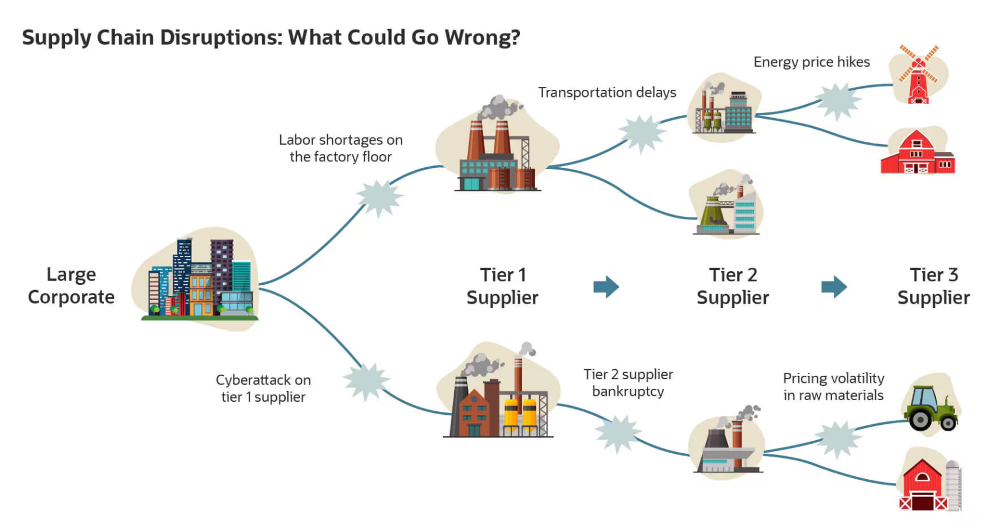 Supply Chain Disruptions: What Could Go Wrong?
Energy price hikes
Transportation delays
Labor shortages on
the factory floor
Large
Corporate
Tier 1
Supplier
Tier 2
Supplier
Tier 3
Supplier
Cyberattack on
tier 1 supplier
Tier 2 supplier
bankruptcy
Pricing volatility
in raw materials